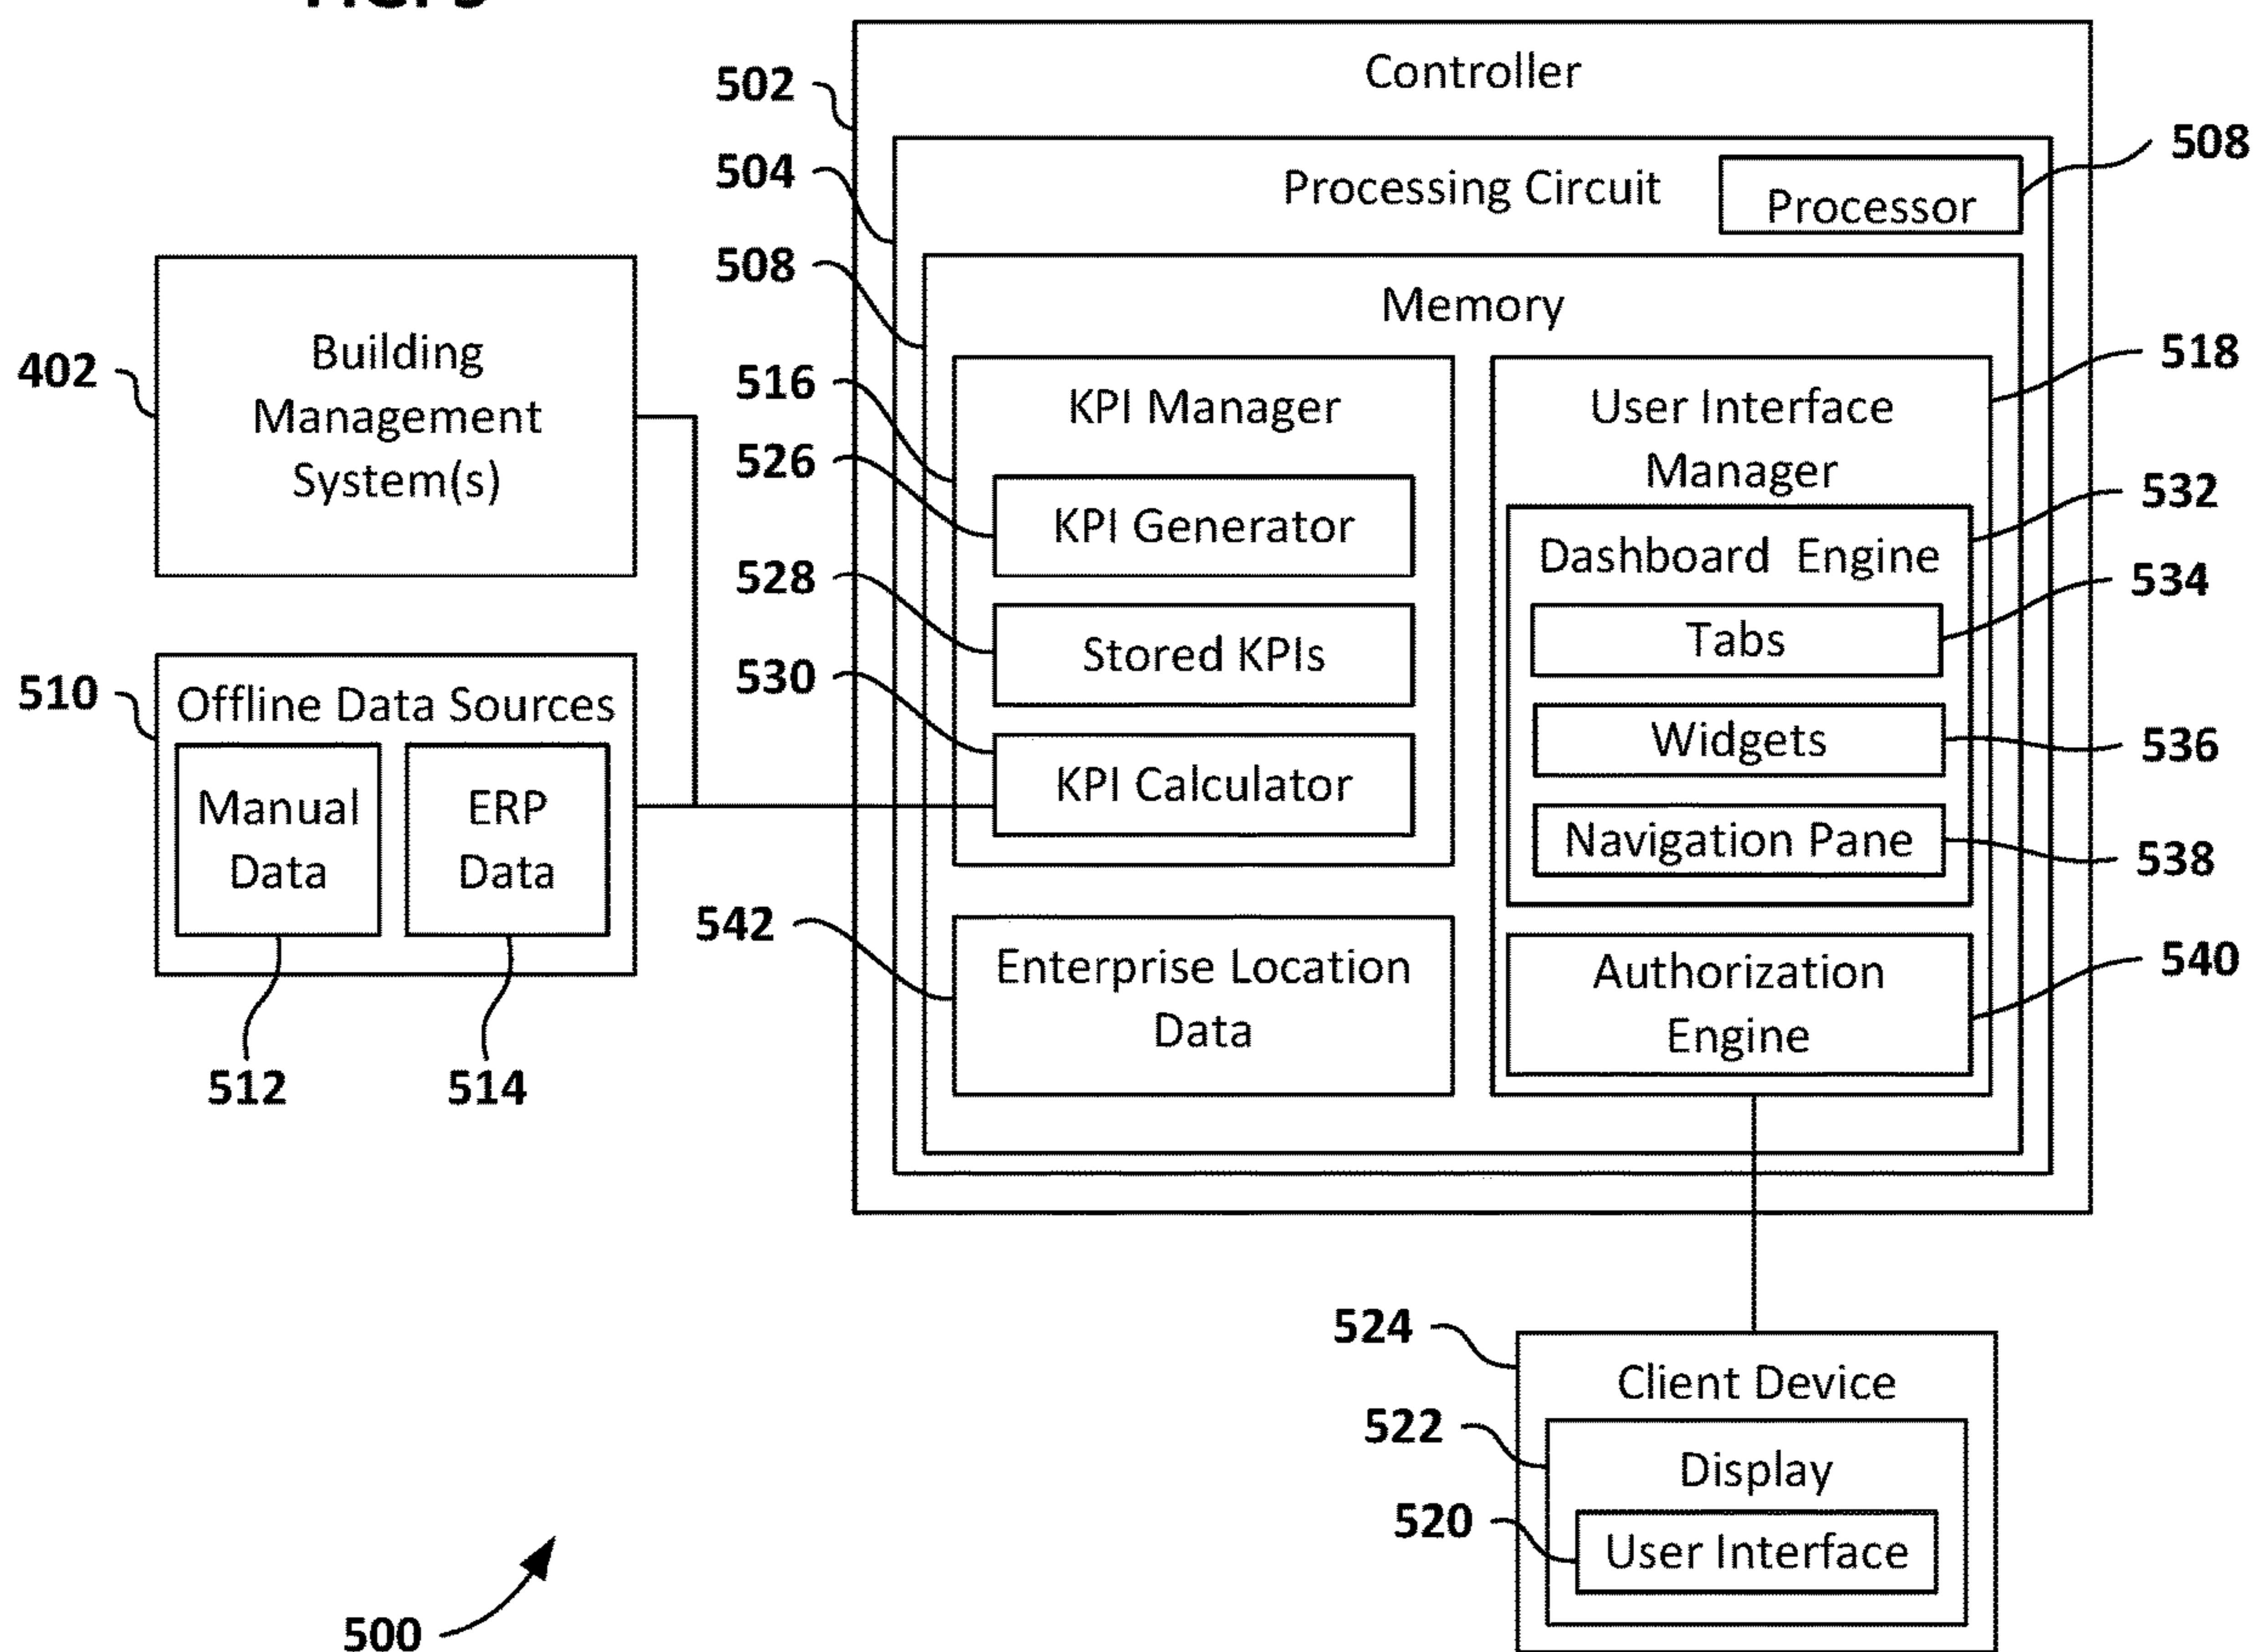 502
Controller
504
Processing Circuit
Processor
508
508
Memory
402
Building
Management
System(s)
516
KPI Manager
526
KPI Generator
528
Stored KPIs
530
KPI Calculator
518
User Interface
Manager
532
Dashboard Engine
534
Tabs
536
Widgets
538
Navigation Pane
510
Offline Data Sources
Manual
Data
ERP
Data
512
514
542
Enterprise Location
Data
540
Authorization
Engine
524
Client Device
522
Display
520
User Interface
500